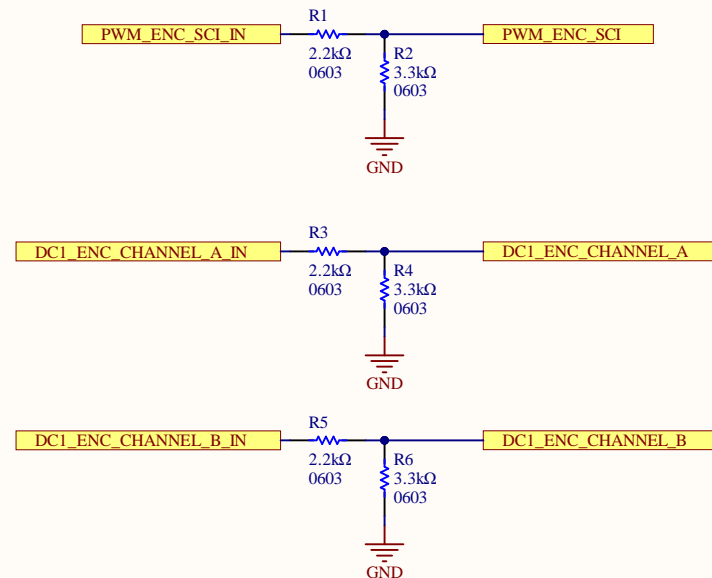 R1
PWM_ENC_SCI_IN
PWM_ENC_SCI
2.2kΩ
0603
R2
3.3kΩ
0603
GND
R3
DC1_ENC_CHANNEL_A_IN
DC1_ENC_CHANNEL_A
2.2kΩ
0603
R4
3.3kΩ
0603
GND
R5
DC1_ENC_CHANNEL_B_IN
DC1_ENC_CHANNEL_B
2.2kΩ
0603
R6
3.3kΩ
0603
GND